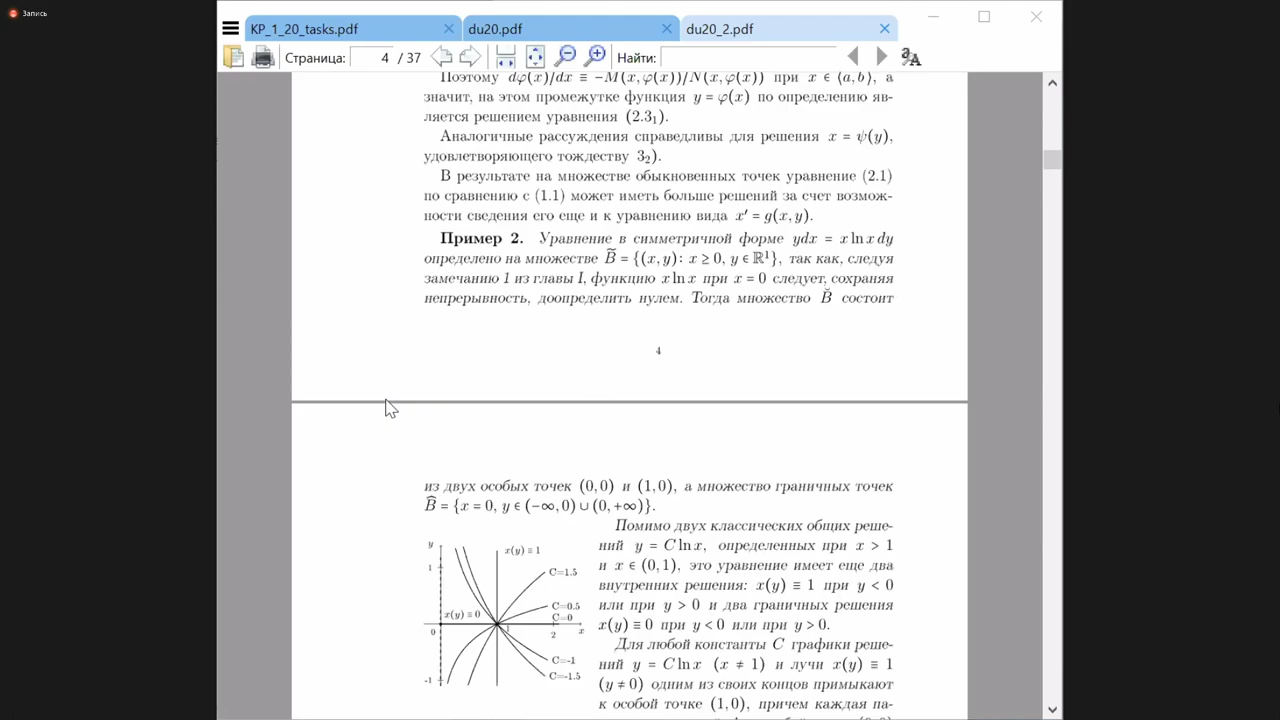 Запись
KP_1_20_tasks.pdf
du20.pdf
du20_2.pdf
Страница: 4 / 37
Найти:
Поэтому dφ(x)/dx ≡ −M(x, φ(x))/N(x, φ(x)) при x ∈ ⟨a, b⟩, а
значит, на этом промежутке функция y = φ(x) по определению яв-
ляется решением уравнения (2.3₁).
Аналогичные рассуждения справедливы для решения x = ψ(y),
удовлетворяющего тождеству 3₂).
В результате на множестве обыкновенных точек уравнение (2.1)
по сравнению с (1.1) может иметь больше решений за счет возмож-
ности сведения его еще и к уравнению вида x′ = g(x, y).
Пример 2. Уравнение в симметричной форме ydx = x ln x dy
определено на множестве B̃ = {(x, y): x ≥ 0, y ∈ ℝ¹}, так как, следуя
замечанию 1 из главы I, функцию x ln x при x = 0 следует, сохраняя
непрерывность, доопределить нулем. Тогда множество B̆ состоит
4
из двух особых точек (0, 0) и (1, 0), а множество граничных точек
B̂ = {x = 0, y ∈ (−∞, 0) ∪ (0, +∞)}.
Помимо двух классических общих реше-
ний y = C ln x, определенных при x > 1
и x ∈ (0, 1), это уравнение имеет еще два
внутренних решения: x(y) ≡ 1 при y < 0
или при y > 0 и два граничных решения
x(y) ≡ 0 при y < 0 или при y > 0.
Для любой константы C графики реше-
ний y = C ln x (x ≠ 1) и лучи x(y) ≡ 1
(y ≠ 0) одним из своих концов примыкают
к особой точке (1, 0), причем каждая па-
y
x(y) ≡ 1
1
C=1.5
x(y) ≡ 0
C=0.5
C=0
0
1
2
x
C=-1
C=-1.5
-1